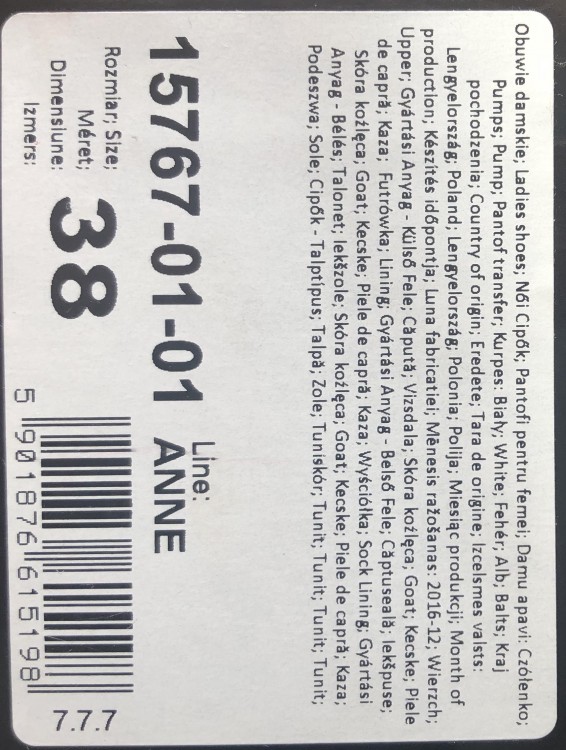 Obuwie damskie; Ladies shoes; Női Cipők; Pantofi pentru femei; Damu apavi: Czółenko;
Pumps; Pump; Pantof transfer; Kurpes: Biały; White; Fehér; Alb; Balts; Kraj
pochodzenia; Country of origin; Eredete; Tara de origine; Izcelsmes valsts:
Lengyelország; Poland; Lengyelország; Polonia; Polija; Miesiąc produkcji; Month of
production; Készítés időpontja; Luna fabricatiei; Mēnesis ražošanas: 2016-12; Wierzch;
Upper; Gyártási Anyag - Külső Fele; Căpută; Vizsdala; Skóra koźlęca; Goat; Kecske; Piele
de capră; Kaza; Futrówka; Lining; Gyártási Anyag - Belső Fele; Căptuseală; Iekšpuse;
Skóra koźlęca; Goat; Kecske; Piele de capră; Kaza; Wyściółka; Sock Lining; Gyártási
Anyag - Bélés; Talonet; Iekšzole; Skóra koźlęca; Goat; Kecske; Piele de capră; Kaza;
Podeszwa; Sole; Cipők - Talptípus; Talpă; Zole; Tuniskór; Tunit; Tunit; Tunit; Tunit;
Line:
15767-01-01 ANNE
Rozmiar; Size;
Méret;
Dimensiune:
Izmers:
38
5 901876 615198
7.7.7